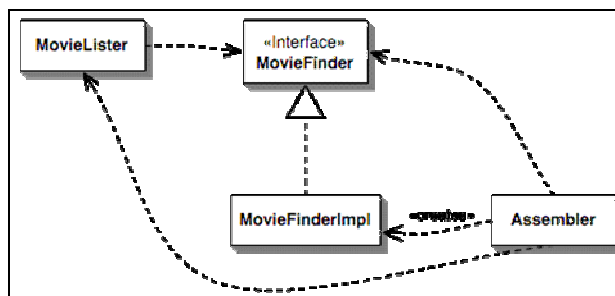 MovieLister
«Interface»
MovieFinder
MovieFinderImpl
Assembler